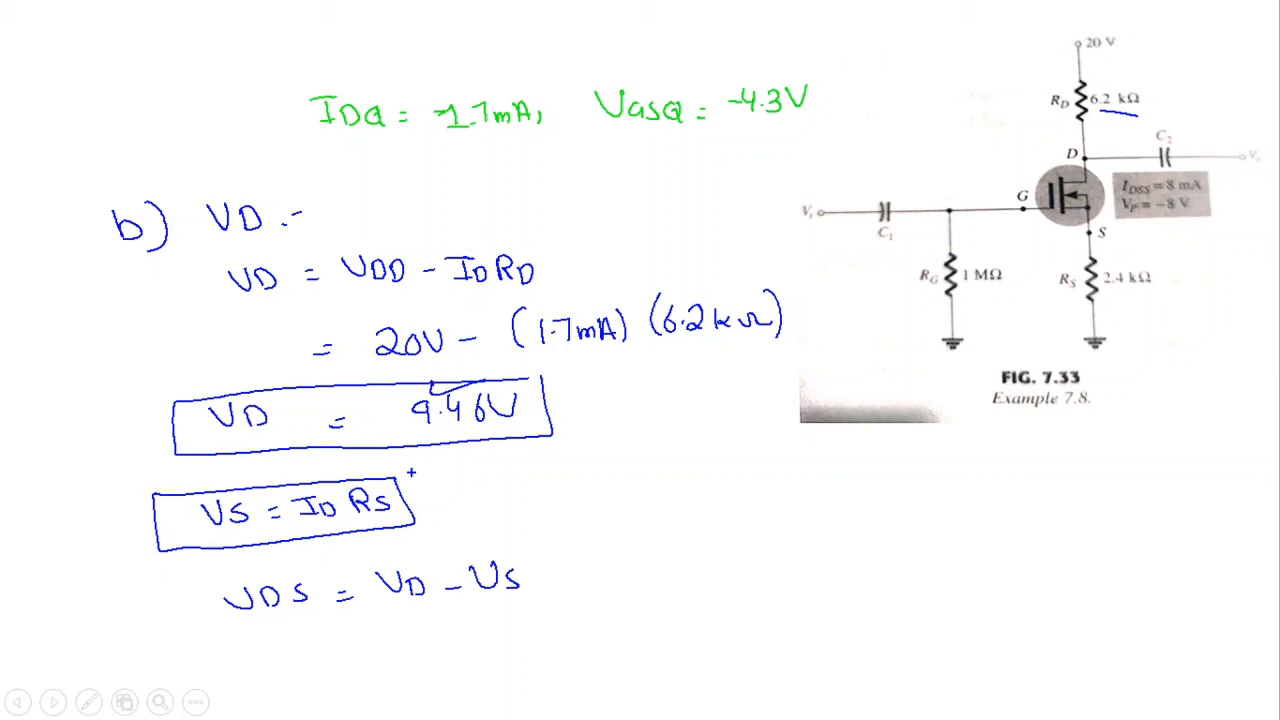 IDQ = -1.7mA, VGSQ = -4.3V
b) VD :-
VD = VDD - IDRD
= 20V - (1.7mA) (6.2kΩ)
VD = 9.46V
VS = IDRS
VDS = VD - VS
20 V
RD 6.2 kΩ
C2
D
Vo
IDSS = 8 mA
VP = -8 V
G
Vi
C1
S
RG 1 MΩ
RS 2.4 kΩ
FIG. 7.33
Example 7.8.